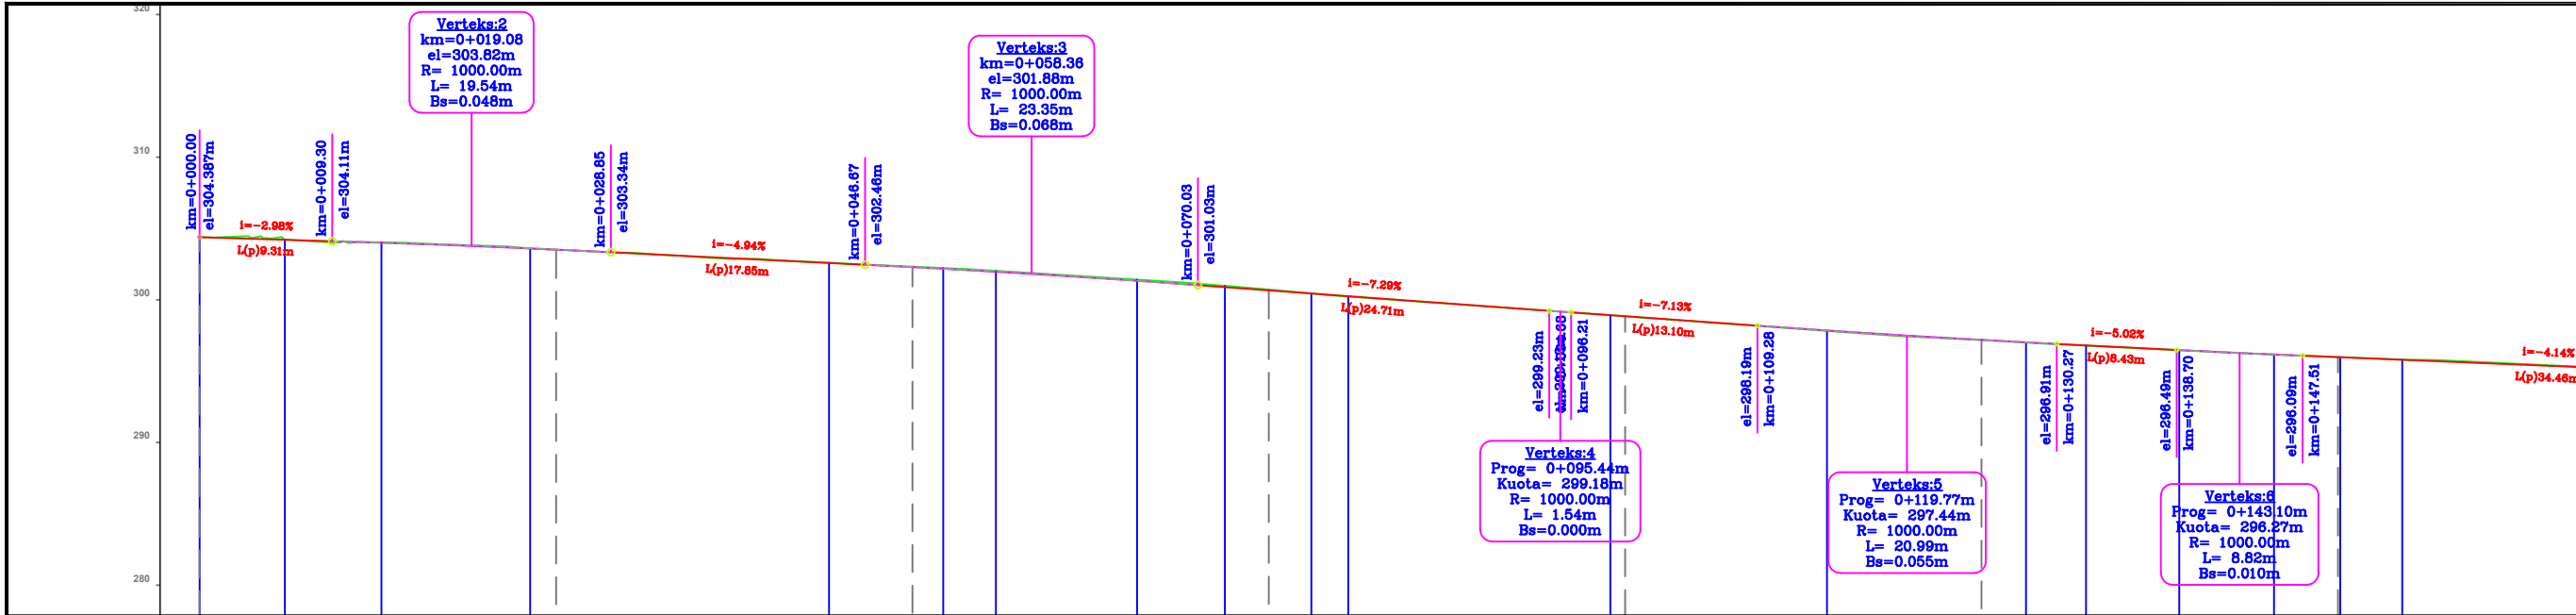 320
310
300
290
280
km=0+000.00
el=304.387m
i=-2.98%
L(p)9.31m
km=0+009.30
el=304.11m
Verteks:2
km=0+019.08
el=303.82m
R= 1000.00m
L= 19.54m
Bs=0.048m
km=0+028.85
el=303.34m
i=-4.94%
L(p)17.85m
km=0+046.67
el=302.46m
Verteks:3
km=0+058.36
el=301.88m
R= 1000.00m
L= 23.35m
Bs=0.068m
km=0+070.03
el=301.03m
i=-7.29%
L(p)24.71m
el=299.23m
km=0+096.21
Verteks:4
Prog= 0+095.44m
Kuota= 299.18m
R= 1000.00m
L= 1.54m
Bs=0.000m
i=-7.13%
L(p)13.10m
el=298.19m
km=0+109.28
Verteks:5
Prog= 0+119.77m
Kuota= 297.44m
R= 1000.00m
L= 20.99m
Bs=0.055m
el=296.91m
km=0+130.27
i=-5.02%
L(p)8.43m
el=296.49m
km=0+138.70
Verteks:6
Prog= 0+143.10m
Kuota= 296.27m
R= 1000.00m
L= 8.82m
Bs=0.010m
el=296.09m
km=0+147.51
i=-4.14%
L(p)34.46m